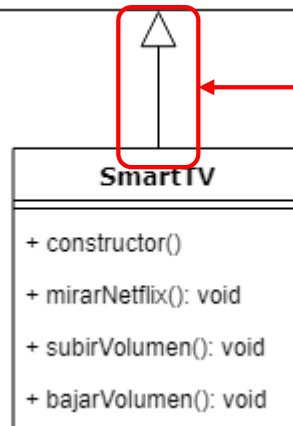 SmartTV
+ constructor()
+ mirarNetflix(): void
+ subirVolumen(): void
+ bajarVolumen(): void